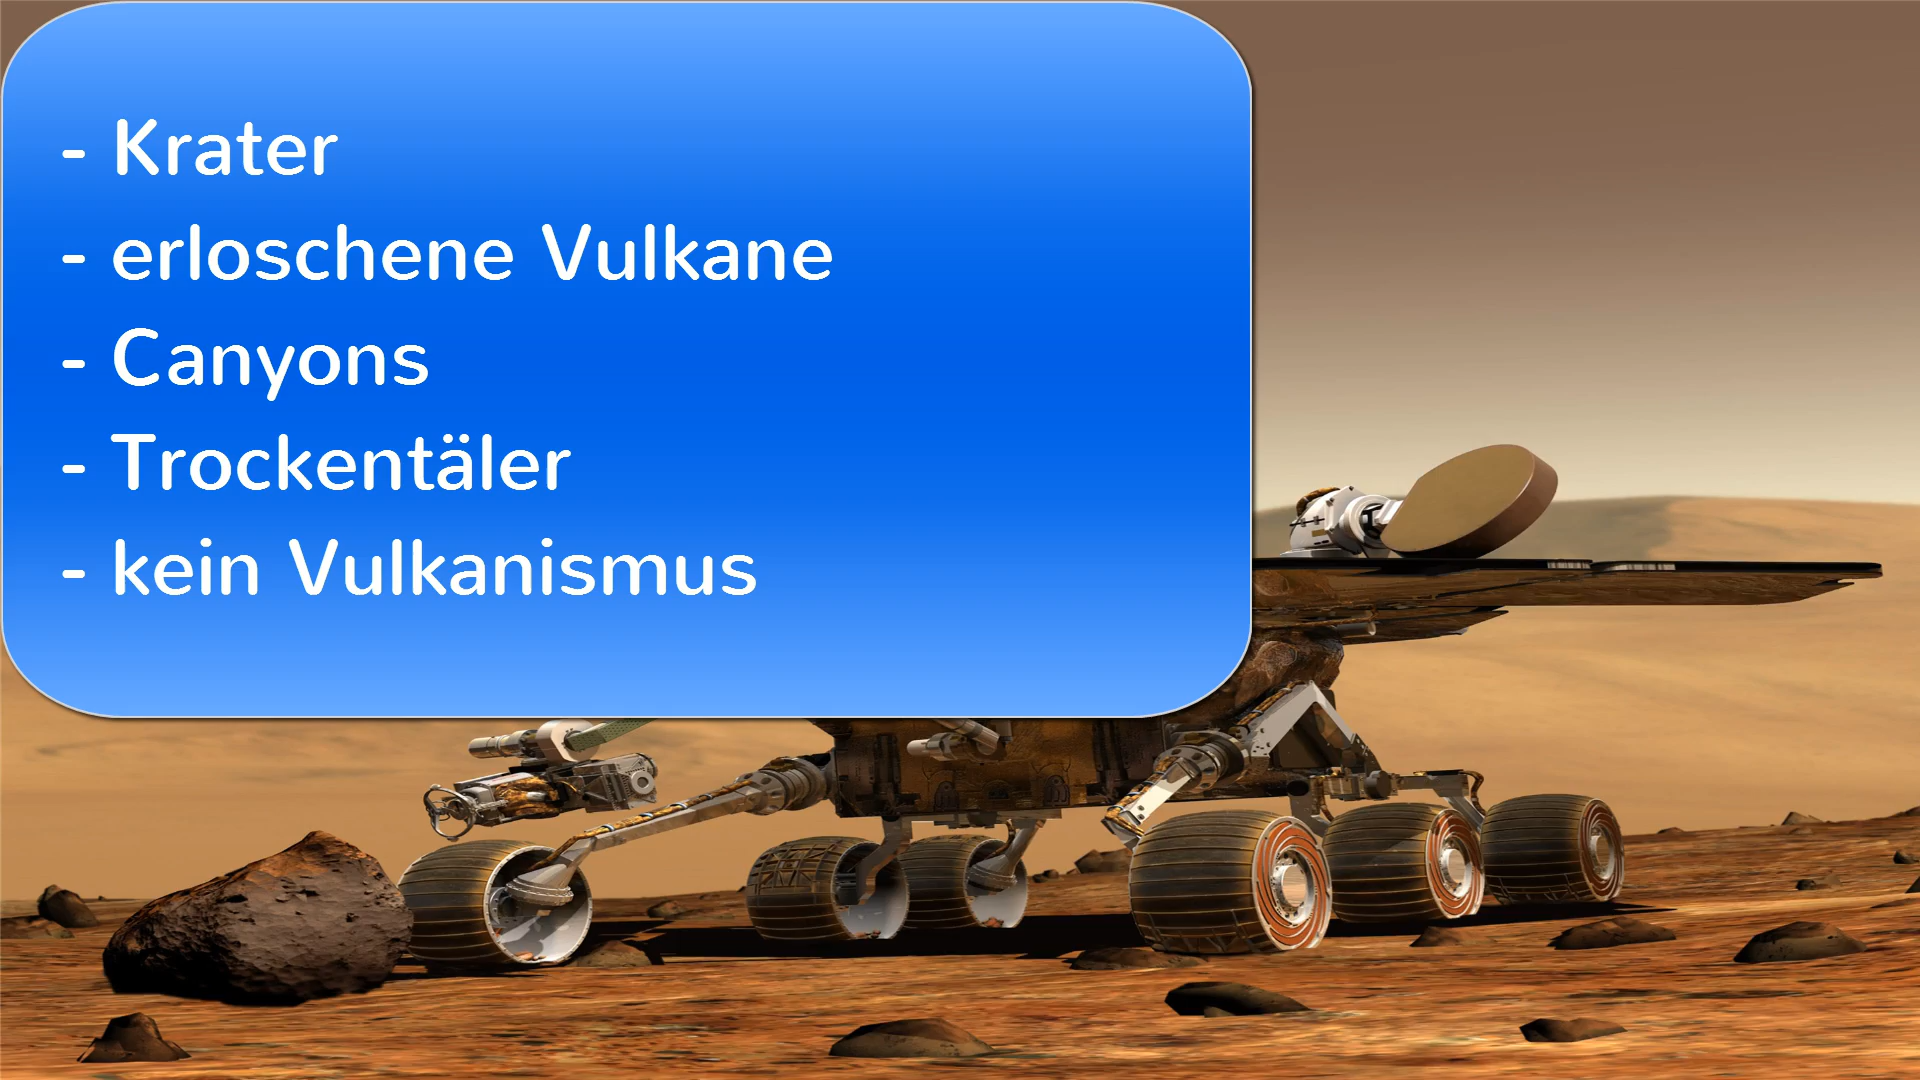 - Krater
- erloschene Vulkane
- Canyons
- Trockentäler
- kein Vulkanismus